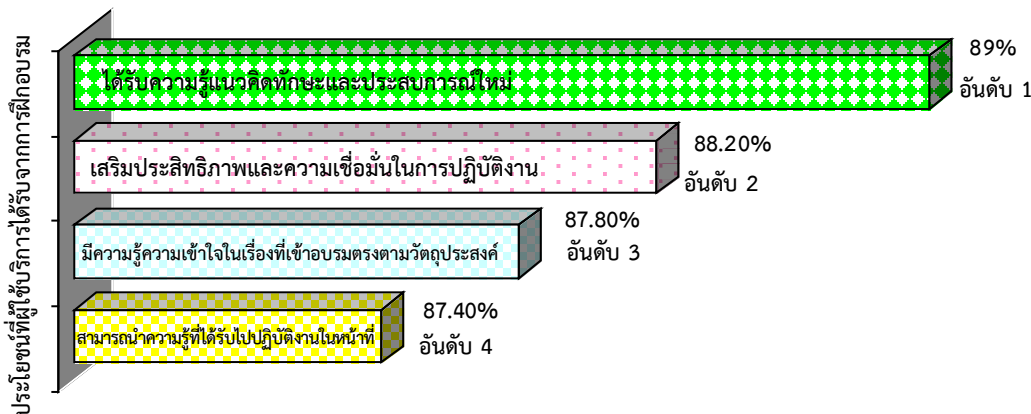 ประโยชน์ที่ผู้ใช้บริการได้รับจากการฝึกอบรม
ได้รับความรู้แนวคิดทักษะและประสบการณ์ใหม่
89%
อันดับ 1
เสริมประสิทธิภาพและความเชื่อมั่นในการปฏิบัติงาน
88.20%
อันดับ 2
มีความรู้ความเข้าใจในเรื่องที่เข้าอบรมตรงตามวัตถุประสงค์
87.80%
อันดับ 3
สามารถนำความรู้ที่ได้รับไปปฏิบัติงานในหน้าที่
87.40%
อันดับ 4